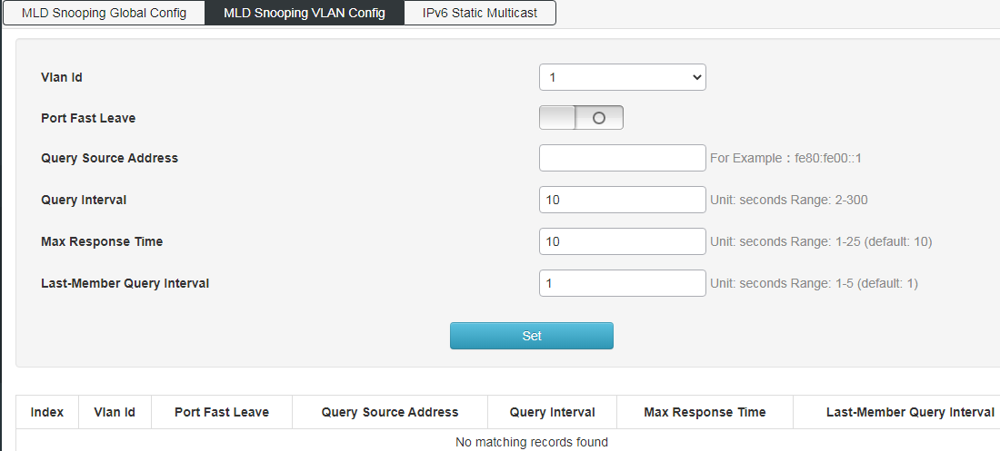 MLD Snooping Global Config MLD Snooping VLAN Config IPv6 Static Multicast
Vlan Id 1
Port Fast Leave
Query Source Address For Example：fe80:fe00::1
Query Interval 10 Unit: seconds Range: 2-300
Max Response Time 10 Unit: seconds Range: 1-25 (default: 10)
Last-Member Query Interval 1 Unit: seconds Range: 1-5 (default: 1)
Set
Index Vlan Id Port Fast Leave Query Source Address Query Interval Max Response Time Last-Member Query Interval
No matching records found